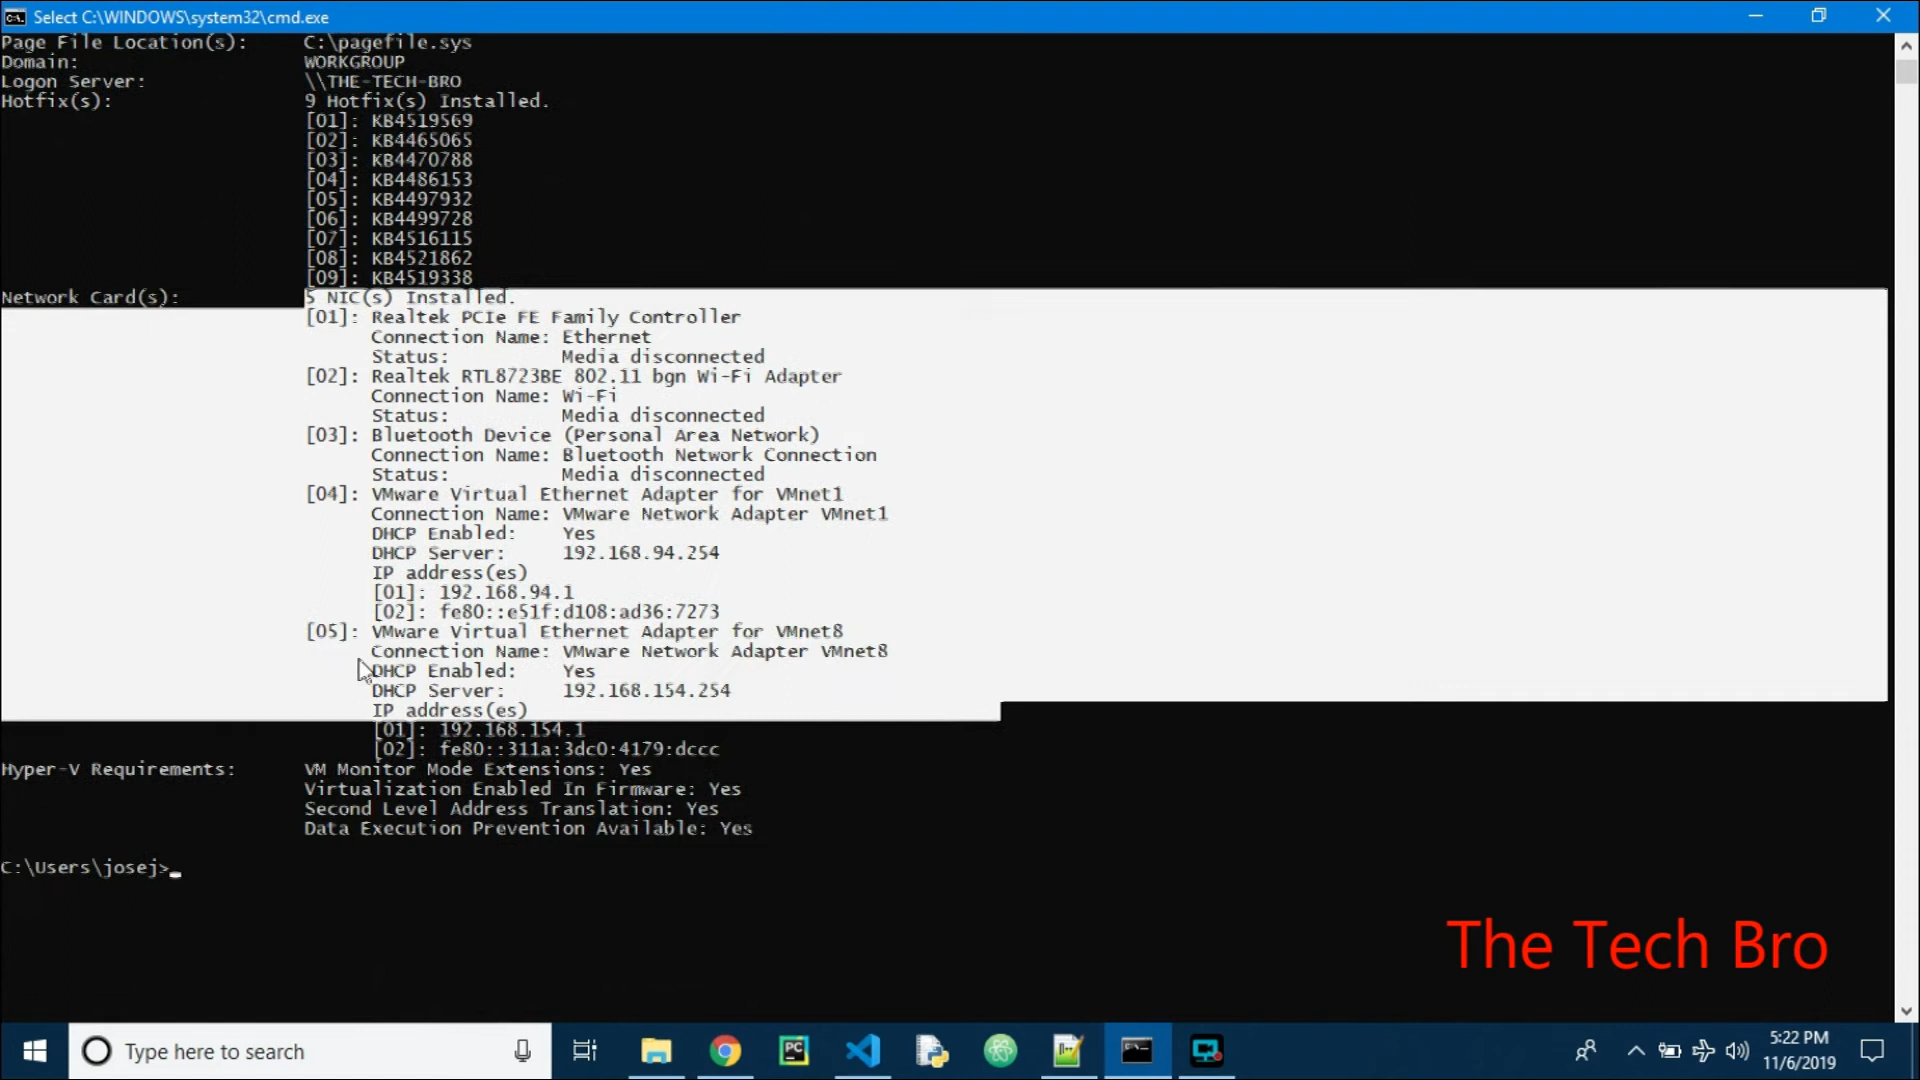 Select C:\WINDOWS\system32\cmd.exe
Page File Location(s): C:\pagefile.sys
Domain: WORKGROUP
Logon Server: \\THE-TECH-BRO
Hotfix(s): 9 Hotfix(s) Installed.
[01]: KB4519569
[02]: KB4465065
[03]: KB4470788
[04]: KB4486153
[05]: KB4497932
[06]: KB4499728
[07]: KB4516115
[08]: KB4521862
[09]: KB4519338
Network Card(s): 5 NIC(s) Installed.
[01]: Realtek PCIe FE Family Controller
Connection Name: Ethernet
Status: Media disconnected
[02]: Realtek RTL8723BE 802.11 bgn Wi-Fi Adapter
Connection Name: Wi-Fi
Status: Media disconnected
[03]: Bluetooth Device (Personal Area Network)
Connection Name: Bluetooth Network Connection
Status: Media disconnected
[04]: VMware Virtual Ethernet Adapter for VMnet1
Connection Name: VMware Network Adapter VMnet1
DHCP Enabled: Yes
DHCP Server: 192.168.94.254
IP address(es)
[01]: 192.168.94.1
[02]: fe80::e51f:d108:ad36:7273
[05]: VMware Virtual Ethernet Adapter for VMnet8
Connection Name: VMware Network Adapter VMnet8
DHCP Enabled: Yes
DHCP Server: 192.168.154.254
IP address(es)
[01]: 192.168.154.1
[02]: fe80::311a:3dc0:4179:dccc
Hyper-V Requirements: VM Monitor Mode Extensions: Yes
Virtualization Enabled In Firmware: Yes
Second Level Address Translation: Yes
Data Execution Prevention Available: Yes
C:\Users\josej>
The Tech Bro
Type here to search
PC
5:22 PM
11/6/2019